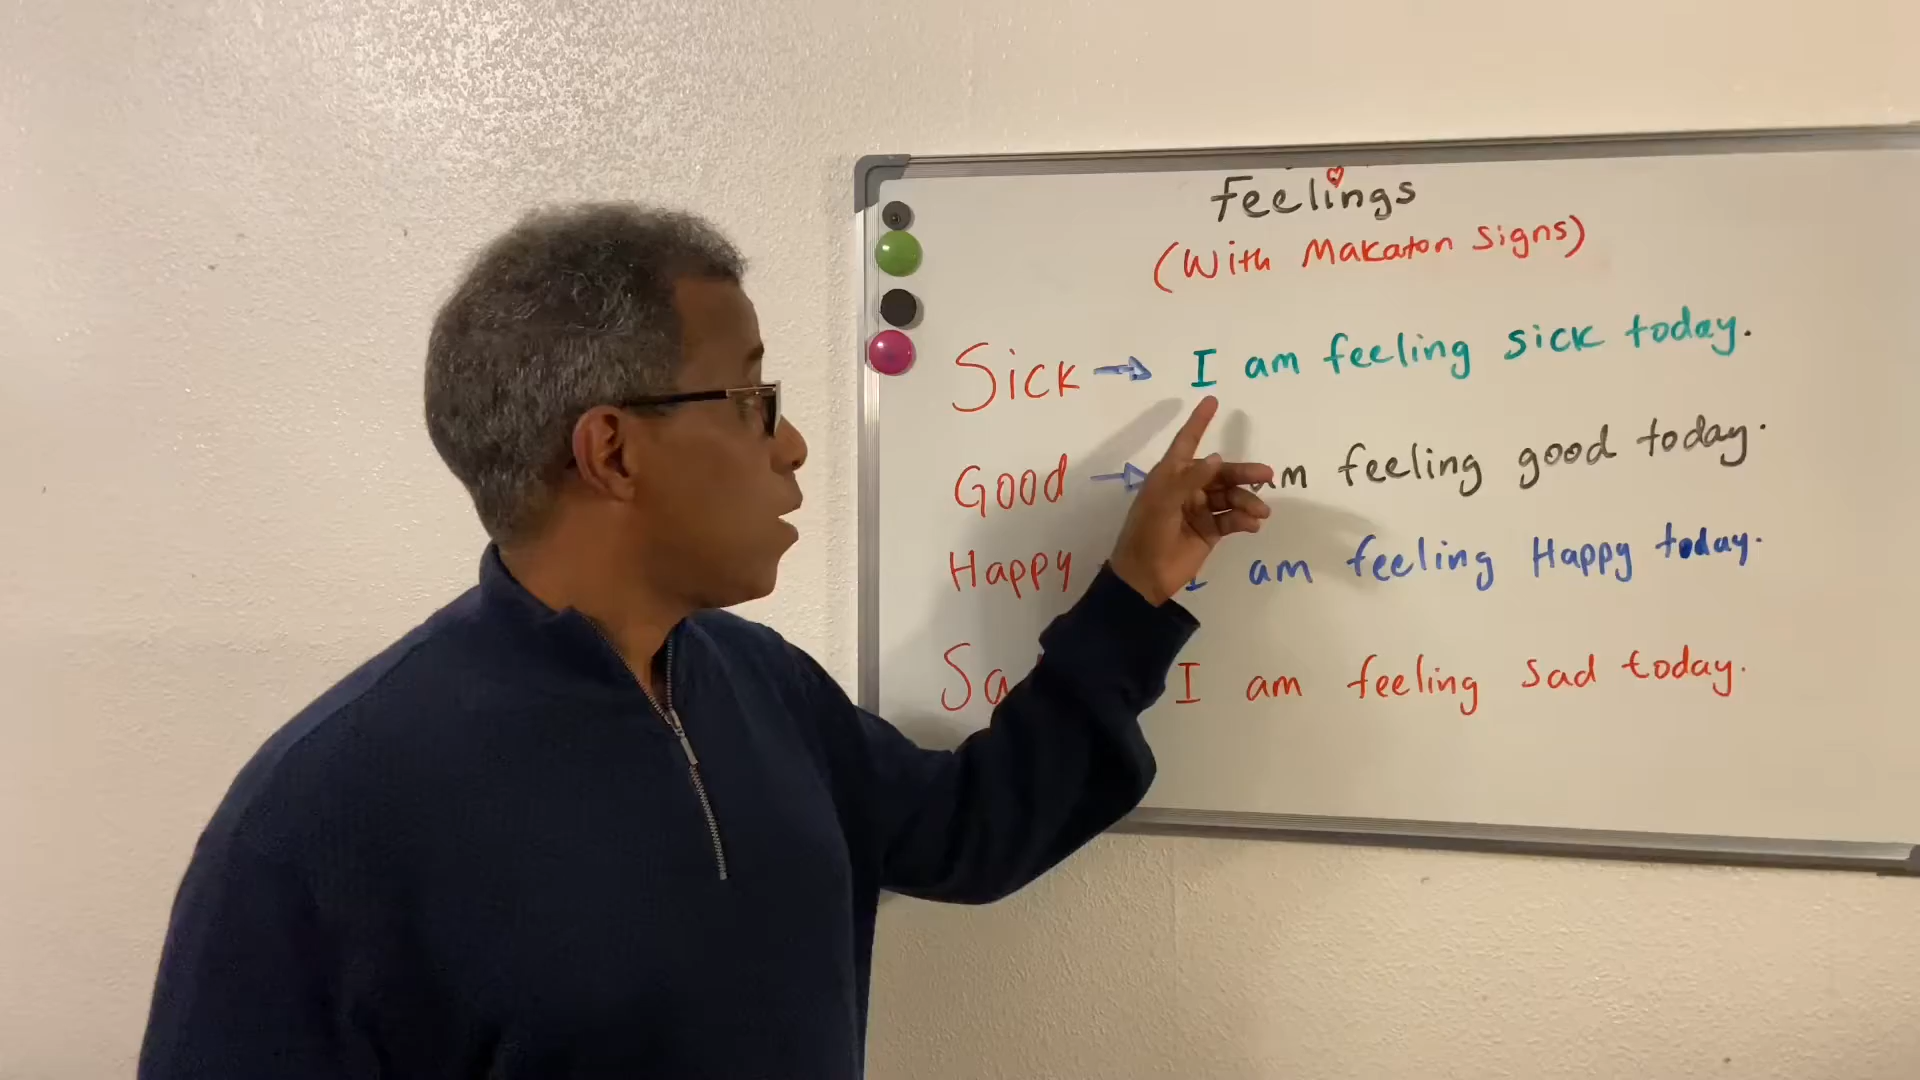 feelings
(With Makaton Signs)
Sick → I am feeling sick today.
Good → am feeling good today.
Happy I am feeling Happy today.
I am feeling sad today.